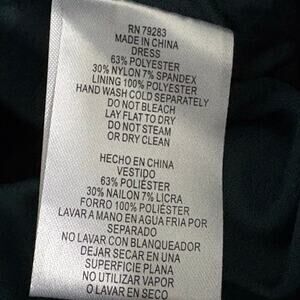 RN 79283
MADE IN CHINA
DRESS
63% POLYESTER
30% NYLON 7% SPANDEX
LINING 100% POLYESTER
HAND WASH COLD SEPARATELY
DO NOT BLEACH
LAY FLAT TO DRY
DO NOT STEAM
OR DRY CLEAN
HECHO EN CHINA
VESTIDO
63% POLIÉSTER
30% NAILON 7% LICRA
FORRO 100% POLIÉSTER
LAVAR A MANO EN AGUA FRIA POR
SEPARADO
NO LAVAR CON BLANQUEADOR
DEJAR SECAR EN UNA
SUPERFICIE PLANA
NO UTILIZAR VAPOR
O LAVAR EN SECO